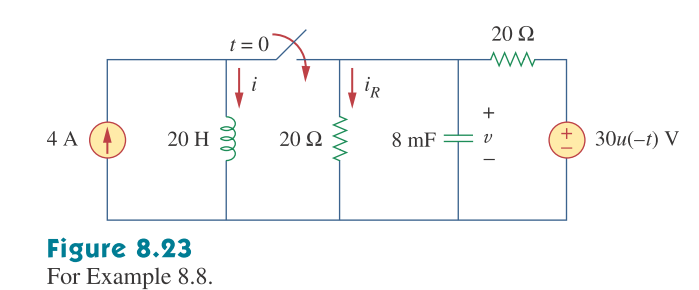 20 Ω
t = 0
i
i_R
4 A
20 H
20 Ω
8 mF
+
v
−
+
−
30u(−t) V
Figure 8.23
For Example 8.8.